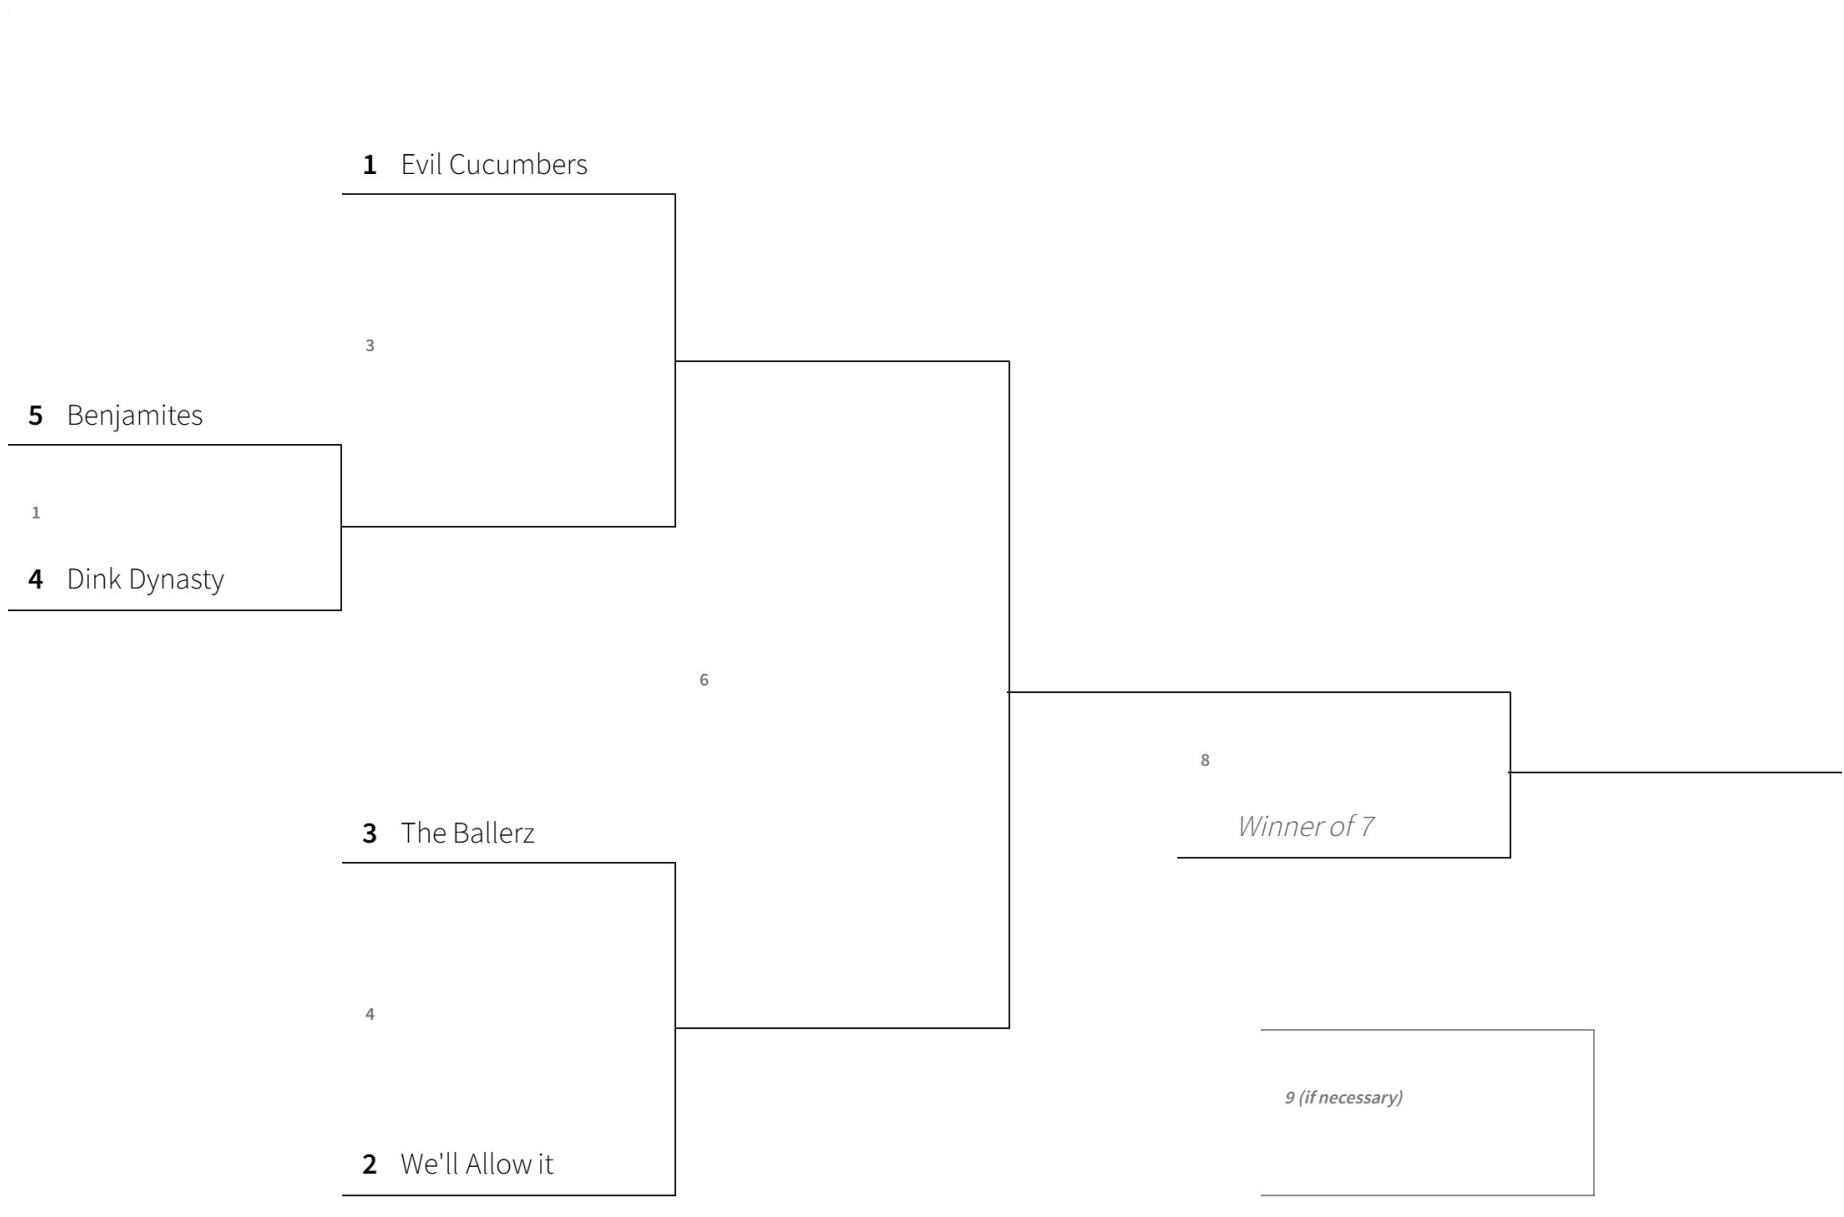 1 Evil Cucumbers
3
5 Benjamites
1
4 Dink Dynasty
6
8
Winner of 7
3 The Ballerz
4
9 (if necessary)
2 We'll Allow it